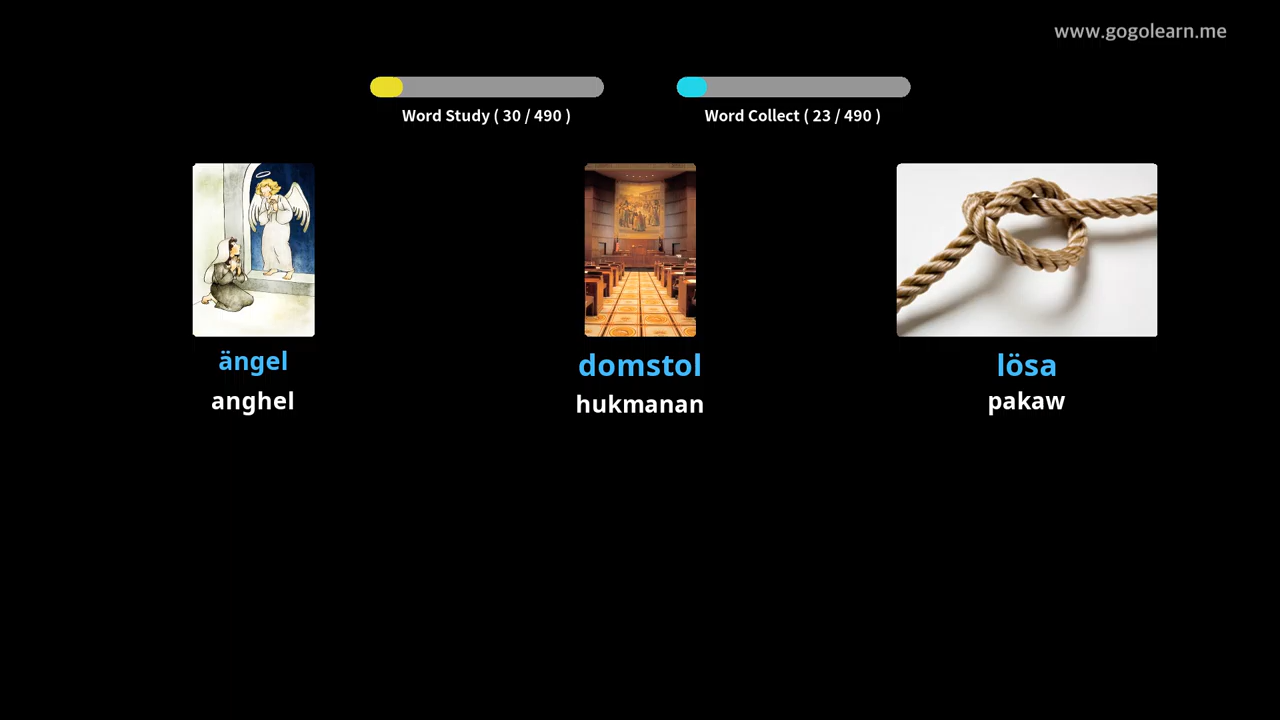 www.gogolearn.me
Word Study ( 30 / 490 )
Word Collect ( 23 / 490 )
ängel
domstol
lösa
anghel
hukmanan
pakaw